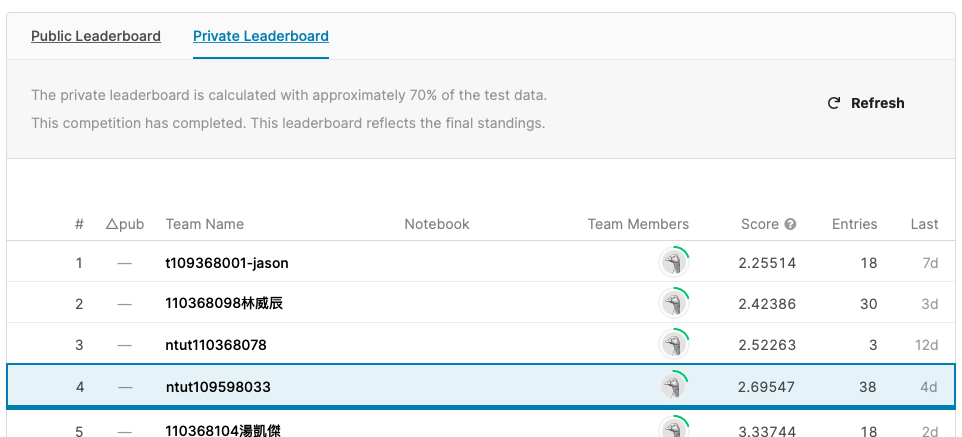 Public Leaderboard Private Leaderboard
The private leaderboard is calculated with approximately 70% of the test data.
This competition has completed. This leaderboard reflects the final standings.
Refresh
# △pub Team Name Notebook Team Members Score ? Entries Last
1 — t109368001-jason 2.25514 18 7d
2 — 110368098林威辰 2.42386 30 3d
3 — ntut110368078 2.52263 3 12d
4 — ntut109598033 2.69547 38 4d
5 — 110368104湯凱傑 3.33744 18 2d